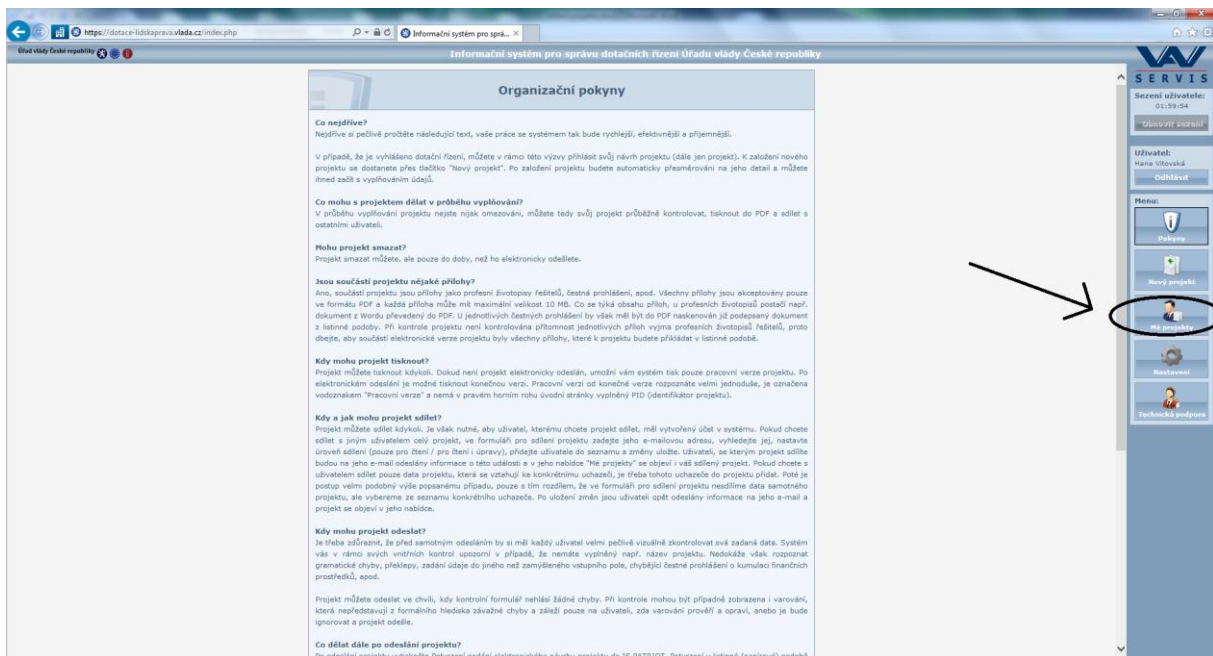 https://dotace-lidskaprava.vlada.cz/index.php
Informační systém pro sprá...
Úřad vlády České republiky
Informační systém pro správu dotačních řízení Úřadu vlády České republiky
Organizační pokyny
Co nejdříve?
Nejdříve si pečlivě pročtěte následující text, vaše práce se systémem tak bude rychlejší, efektivnější a příjemnější.
V případě, že je vyhlášeno dotační řízení, můžete v rámci této výzvy přihlásit svůj návrh projektu (dále jen projekt). K založení nového
projektu se dostanete přes tlačítko "Nový projekt". Po založení projektu budete automaticky přesměrováni na jeho detail a můžete
ihned začít s vyplňováním údajů.
Co mohu s projektem dělat v průběhu vyplňování?
V průběhu vyplňování projektu nejste nijak omezováni, můžete tedy svůj projekt průběžně kontrolovat, tisknout do PDF a sdílet s
ostatními uživateli.
Mohu projekt smazat?
Projekt smazat můžete, ale pouze do doby, než ho elektronicky odešlete.
Jsou součástí projektu nějaké přílohy?
Ano, součástí projektu jsou přílohy jako profesní životopisy řešitelů, čestná prohlášení, apod. Všechny přílohy jsou akceptovány pouze
ve formátu PDF a každá příloha může mít maximální velikost 10 MB. Co se týká obsahu příloh, u profesních životopisů postačí např.
dokument z Wordu převedený do PDF. U jednotlivých čestných prohlášení by však měl být do PDF naskenován již podepsaný dokument
z listinné podoby. Při kontrole projektu není kontrolována přítomnost jednotlivých příloh vyjma profesních životopisů řešitelů, proto
dbejte, aby součástí elektronické verze projektu byly všechny přílohy, které k projektu budete přikládat v listinné podobě.
Kdy mohu projekt tisknout?
Projekt můžete tisknout kdykoli. Dokud není projekt elektronicky odeslán, umožní vám systém tisk pouze pracovní verze projektu. Po
elektronickém odeslání je možné tisknout konečnou verzi. Pracovní verzi od konečné verze rozpoznáte velmi jednoduše, je označena
vodoznakem "Pracovní verze" a nemá v pravém horním rohu úvodní stránky vyplněný PID (identifikátor projektu).
Kdy a jak mohu projekt sdílet?
Projekt můžete sdílet kdykoli. Je však nutné, aby uživatel, kterému chcete projekt sdílet, měl vytvořený účet v systému. Pokud chcete
sdílet s jiným uživatelem celý projekt, ve formuláři pro sdílení projektu zadejte jeho e-mailovou adresu, vyhledejte jej, nastavte
úroveň sdílení (pouze pro čtení / pro čtení i úpravy), přidejte uživatele do seznamu a změny uložte. Uživateli, se kterým projekt sdílíte
budou na jeho e-mail odeslány informace o této události a v jeho nabídce "Mé projekty" se objeví i váš sdílený projekt. Pokud chcete s
uživatelem sdílet pouze data projektu, která se vztahují ke konkrétnímu uchazeči, je třeba tohoto uchazeče do projektu přidat. Poté je
postup velmi podobný výše popsanému případu, pouze s tím rozdílem, že ve formuláři pro sdílení projektu nesdílíme data samotného
projektu, ale vybereme ze seznamu konkrétního uchazeče. Po uložení změn jsou uživateli opět odeslány informace na jeho e-mail a
projekt se objeví v jeho nabídce.
Kdy mohu projekt odeslat?
Je třeba zdůraznit, že před samotným odesláním by si měl každý uživatel velmi pečlivě vizuálně zkontrolovat svá zadaná data. Systém
vás v rámci svých vnitřních kontrol upozorní v případě, že nemáte vyplněný např. název projektu. Nedokáže však rozpoznat
gramatické chyby, překlepy, zadání údaje do jiného než zamýšleného vstupního pole, chybějící čestné prohlášení o kumulaci finančních
prostředků, apod.
Projekt můžete odeslat ve chvíli, kdy kontrolní formulář nehlásí žádné chyby. Při kontrole mohou být případně zobrazena i varování,
která nepředstavují z formálního hlediska závažné chyby a záleží pouze na uživateli, zda varování prověří a opraví, anebo je bude
ignorovat a projekt odešle.
Co dělat dále po odeslání projektu?
VAV
SERVIS
Sezení uživatele:
01:59:54
Obnovit sezení
Uživatel:
Hana Vítovská
Odhlásit
Menu:
Pokyny
Nový projekt
Mé projekty
Nastavení
Technická podpora